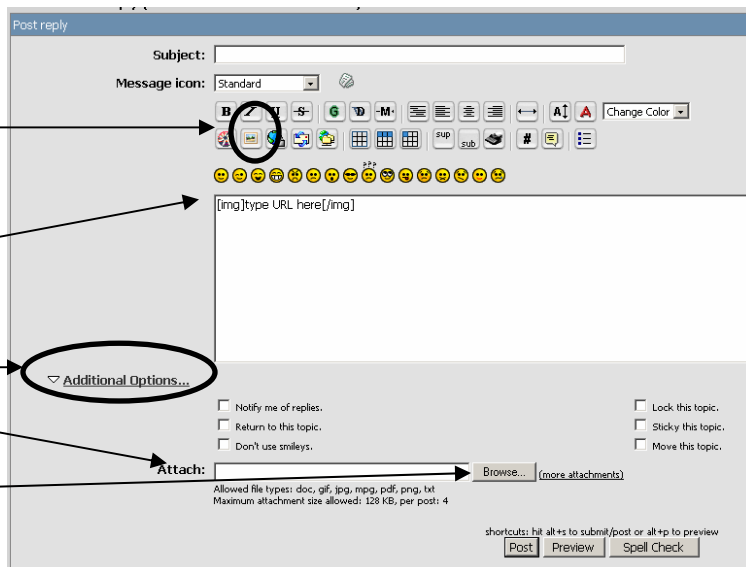 Post reply
Subject:
Message icon: Standard
B I U S G -M- A A Change Color
sup sub #
???
[img]type URL here[/img]
Additional Options...
Notify me of replies. Lock this topic.
Return to this topic. Sticky this topic.
Don't use smileys. Move this topic.
Attach: Browse... (more attachments)
Allowed file types: doc, gif, jpg, mpg, pdf, png, txt
Maximum attachment size allowed: 128 KB, per post: 4
shortcuts: hit alt+s to submit/post or alt+p to preview
Post Preview Spell Check